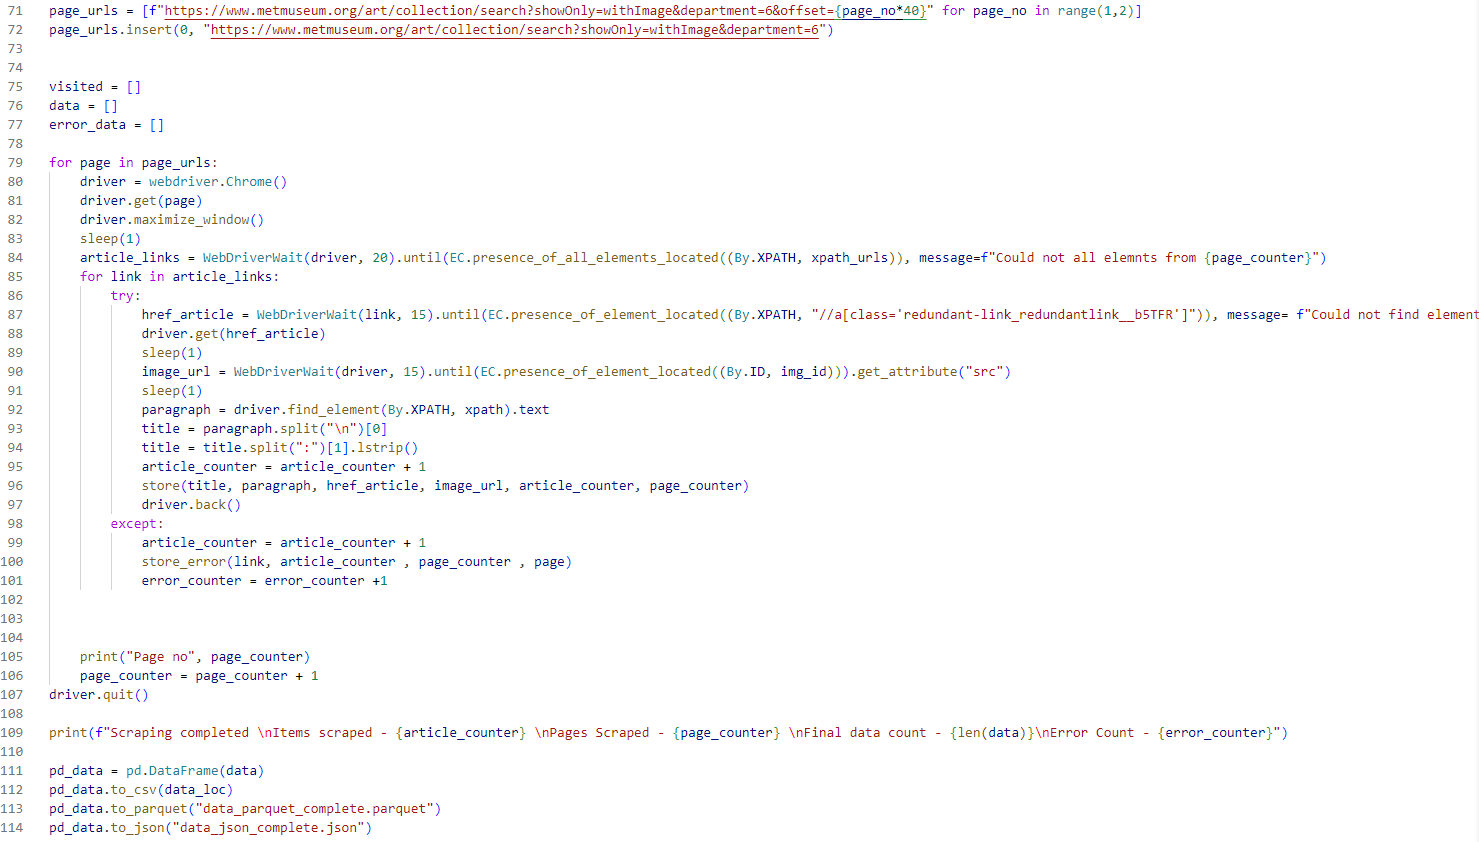 71 page_urls = [f"https://www.metmuseum.org/art/collection/search?showOnly=withImage&department=6&offset={page_no*40}" for page_no in range(1,2)]
72 page_urls.insert(0, "https://www.metmuseum.org/art/collection/search?showOnly=withImage&department=6")
73
74
75 visited = []
76 data = []
77 error_data = []
78
79 for page in page_urls:
80     driver = webdriver.Chrome()
81     driver.get(page)
82     driver.maximize_window()
83     sleep(1)
84     article_links = WebDriverWait(driver, 20).until(EC.presence_of_all_elements_located((By.XPATH, xpath_urls)), message=f"Could not all elemnts from {page_counter}")
85     for link in article_links:
86         try:
87             href_article = WebDriverWait(link, 15).until(EC.presence_of_element_located((By.XPATH, "//a[class='redundant-link_redundantlink__b5TFR']")), message= f"Could not find element
88             driver.get(href_article)
89             sleep(1)
90             image_url = WebDriverWait(driver, 15).until(EC.presence_of_element_located((By.ID, img_id))).get_attribute("src")
91             sleep(1)
92             paragraph = driver.find_element(By.XPATH, xpath).text
93             title = paragraph.split("\n")[0]
94             title = title.split(":")[1].lstrip()
95             article_counter = article_counter + 1
96             store(title, paragraph, href_article, image_url, article_counter, page_counter)
97             driver.back()
98         except:
99             article_counter = article_counter + 1
100             store_error(link, article_counter , page_counter , page)
101             error_counter = error_counter +1
102
103
104
105     print("Page no", page_counter)
106     page_counter = page_counter + 1
107 driver.quit()
108
109 print(f"Scraping completed \nItems scraped - {article_counter} \nPages Scraped - {page_counter} \nFinal data count - {len(data)}\nError Count - {error_counter}")
110
111 pd_data = pd.DataFrame(data)
112 pd_data.to_csv(data_loc)
113 pd_data.to_parquet("data_parquet_complete.parquet")
114 pd_data.to_json("data_json_complete.json")